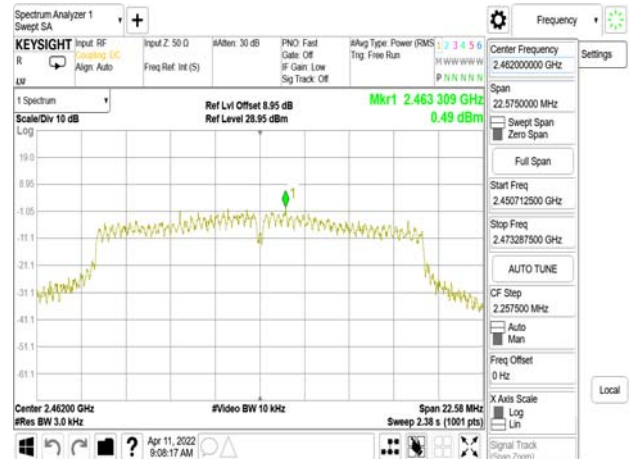 Spectrum Analyzer 1
Swept SA
+
Frequency
KEYSIGHT
R
Input: RF
Coupling: DC
Align: Auto
Input Z: 50 Ω
Freq Ref: Int (S)
#Atten: 30 dB
PNO: Fast
Gate: Off
IF Gain: Low
Sig Track: Off
#Avg Type: Power (RMS
Trig: Free Run
1 2 3 4 5 6
M W W W W W
P N N N N N
Center Frequency
2.462000000 GHz
Settings
Span
22.5750000 MHz
Swept Span
Zero Span
Full Span
Start Freq
2.450712500 GHz
Stop Freq
2.473287500 GHz
AUTO TUNE
CF Step
2.257500 MHz
Auto
Man
Freq Offset
0 Hz
X Axis Scale
Log
Lin
Signal Track
(Span Zoom)
Local
1 Spectrum
Scale/Div 10 dB
Log
Ref Lvl Offset 8.95 dB
Ref Level 28.95 dBm
Mkr1 2.463 309 GHz
0.49 dBm
19.0
8.95
-1.05
-11.1
-21.1
-31.1
-41.1
-51.1
-61.1
1
Center 2.46200 GHz
#Res BW 3.0 kHz
#Video BW 10 kHz
Span 22.58 MHz
Sweep 2.38 s (1001 pts)
?
Apr 11, 2022
9:08:17 AM